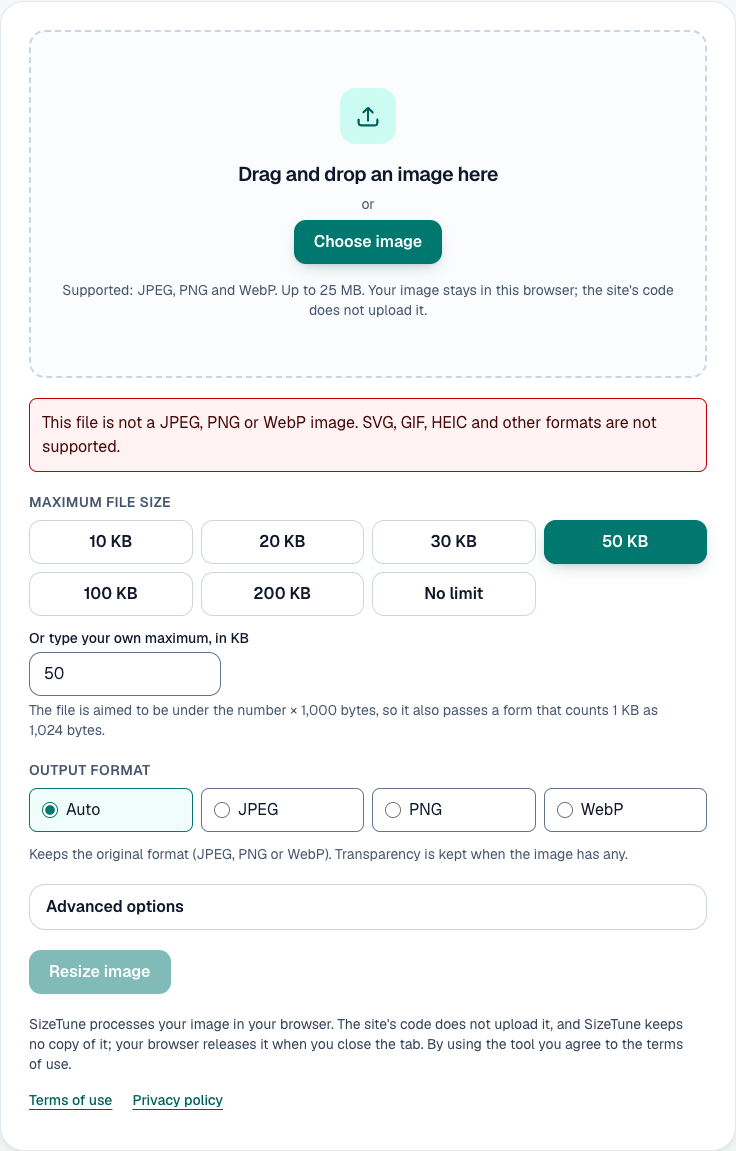 Drag and drop an image here
or
Choose image
Supported: JPEG, PNG and WebP. Up to 25 MB. Your image stays in this browser; the site's code
does not upload it.
This file is not a JPEG, PNG or WebP image. SVG, GIF, HEIC and other formats are not
supported.
MAXIMUM FILE SIZE
10 KB
20 KB
30 KB
50 KB
100 KB
200 KB
No limit
Or type your own maximum, in KB
50
The file is aimed to be under the number × 1,000 bytes, so it also passes a form that counts 1 KB as
1,024 bytes.
OUTPUT FORMAT
Auto
JPEG
PNG
WebP
Keeps the original format (JPEG, PNG or WebP). Transparency is kept when the image has any.
Advanced options
Resize image
SizeTune processes your image in your browser. The site's code does not upload it, and SizeTune keeps
no copy of it; your browser releases it when you close the tab. By using the tool you agree to the terms
of use.
Terms of use
Privacy policy